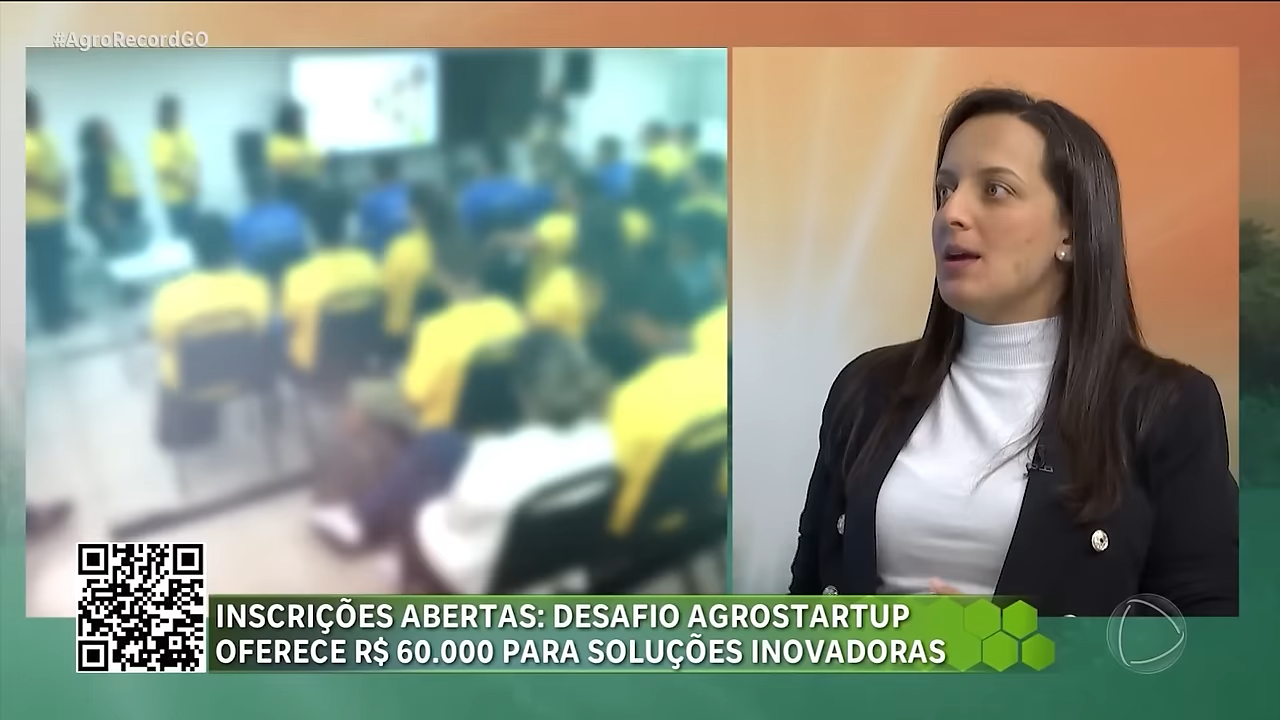 #AgroRecordGO
INSCRIÇÕES ABERTAS: DESAFIO AGROSTARTUP
OFERECE R$ 60.000 PARA SOLUÇÕES INOVADORAS